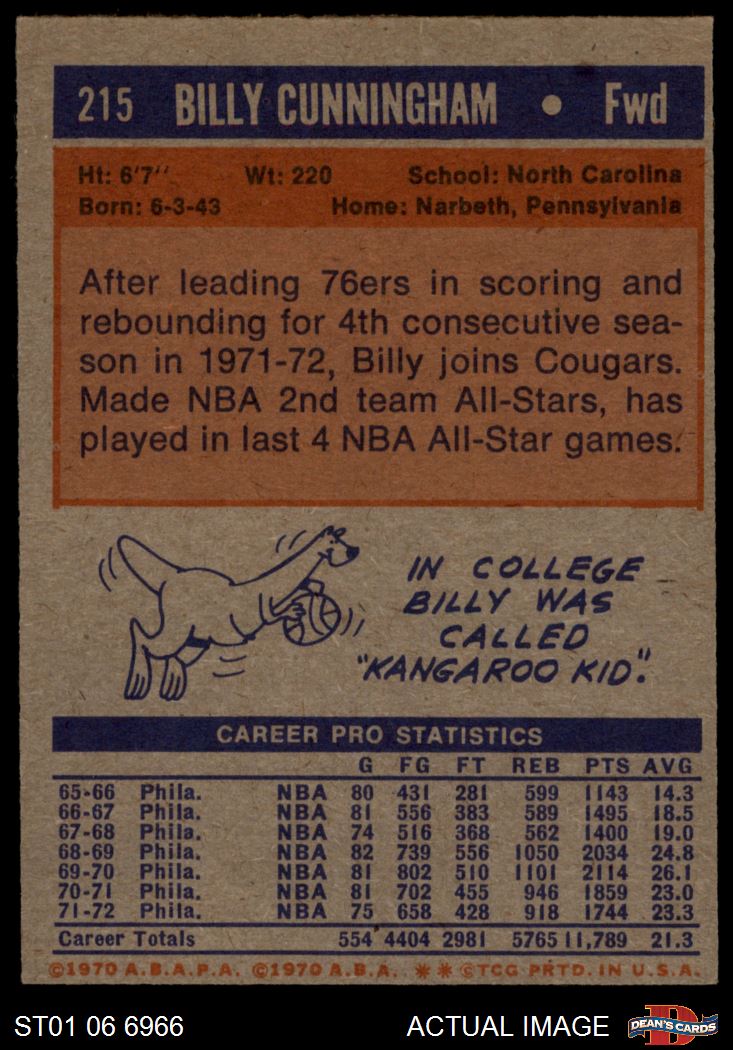 215 BILLY CUNNINGHAM • Fwd
Ht: 6'7'' Wt: 220 School: North Carolina
Born: 6-3-43 Home: Narbeth, Pennsylvania
After leading 76ers in scoring and
rebounding for 4th consecutive sea-
son in 1971-72, Billy joins Cougars.
Made NBA 2nd team All-Stars, has
played in last 4 NBA All-Star games.
IN COLLEGE
BILLY WAS
CALLED
"KANGAROO KID."
CAREER PRO STATISTICS
G FG FT REB PTS AVG
65-66 Phila. NBA 80 431 281 599 1143 14.3
66-67 Phila. NBA 81 556 383 589 1495 18.5
67-68 Phila. NBA 74 516 368 562 1400 19.0
68-69 Phila. NBA 82 739 556 1050 2034 24.8
69-70 Phila. NBA 81 802 510 1101 2114 26.1
70-71 Phila. NBA 81 702 455 946 1859 23.0
71-72 Phila. NBA 75 658 428 918 1744 23.3
Career Totals 554 4404 2981 5765 11,789 21.3
©1970 A.B.A.P.A. ©1970 A.B.A. ** ©TCG PRTD. IN U.S.A.
ST01 06 6966 ACTUAL IMAGE DEAN'S CARDS